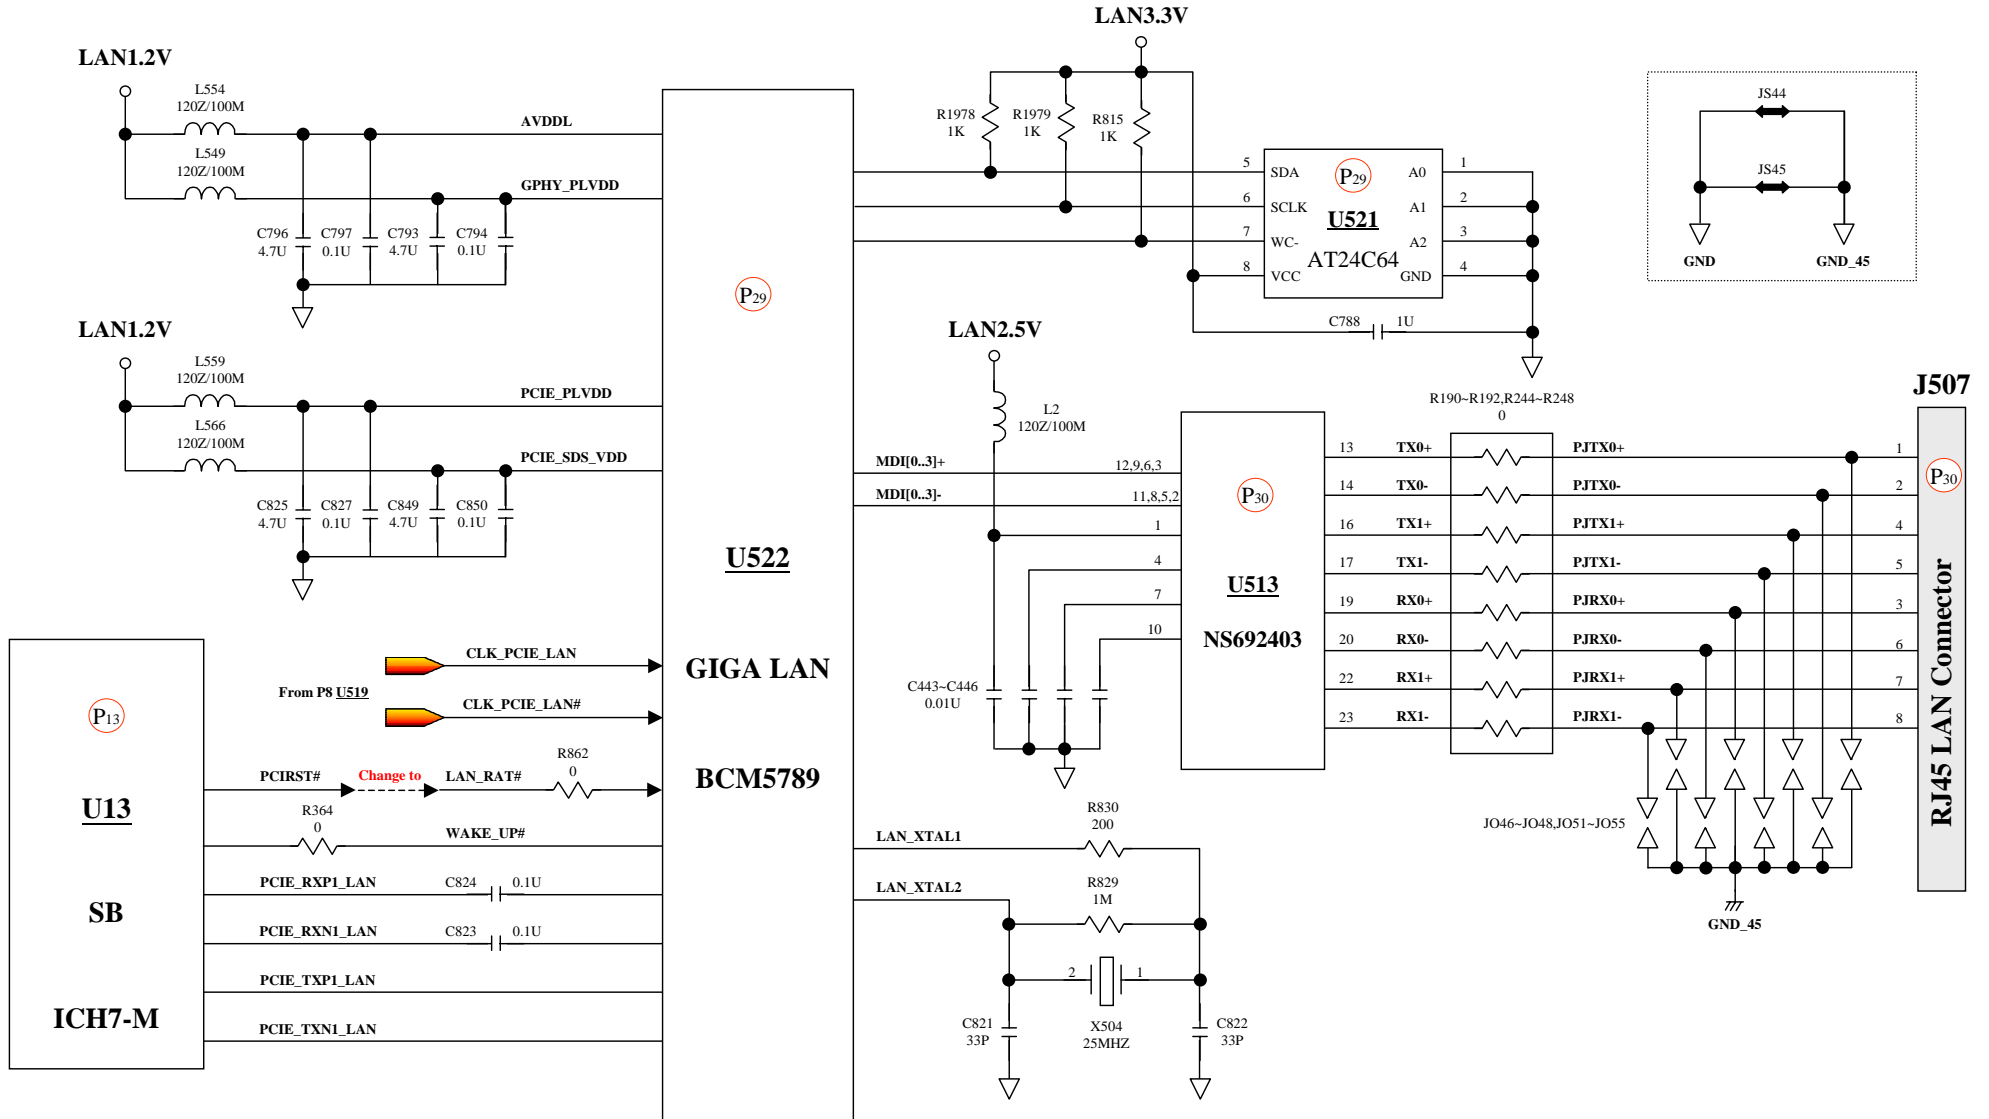 LAN3.3V
LAN1.2V
L554
120Z/100M
AVDDL
L549
120Z/100M
GPHY_PLVDD
C796
4.7U
C797
0.1U
C793
4.7U
C794
0.1U
LAN1.2V
L559
120Z/100M
PCIE_PLVDD
L566
120Z/100M
PCIE_SDS_VDD
C825
4.7U
C827
0.1U
C849
4.7U
C850
0.1U
P29
U522
GIGA LAN
BCM5789
R1978
1K
R1979
1K
R815
1K
5
6
7
8
SDA
SCLK
WC-
VCC
P29
U521
AT24C64
A0
A1
A2
GND
1
2
3
4
C788
1U
JS44
JS45
GND
GND_45
LAN2.5V
L2
120Z/100M
MDI[0..3]+
12,9,6,3
MDI[0..3]-
11,8,5,2
1
4
7
10
C443~C446
0.01U
P30
U513
NS692403
R190~R192,R244~R248
0
13 TX0+ PJTX0+ 1
14 TX0- PJTX0- 2
16 TX1+ PJTX1+ 4
17 TX1- PJTX1- 5
19 RX0+ PJRX0+ 3
20 RX0- PJRX0- 6
22 RX1+ PJRX1+ 7
23 RX1- PJRX1- 8
J507
P30
RJ45 LAN Connector
JO46~JO48,JO51~JO55
GND_45
CLK_PCIE_LAN
From P8 U519
CLK_PCIE_LAN#
P13
U13
SB
ICH7-M
PCIRST#
Change to
LAN_RAT#
R862
0
R364
0
WAKE_UP#
PCIE_RXP1_LAN
C824
0.1U
PCIE_RXN1_LAN
C823
0.1U
PCIE_TXP1_LAN
PCIE_TXN1_LAN
LAN_XTAL1
R830
200
LAN_XTAL2
R829
1M
2
1
X504
25MHZ
C821
33P
C822
33P